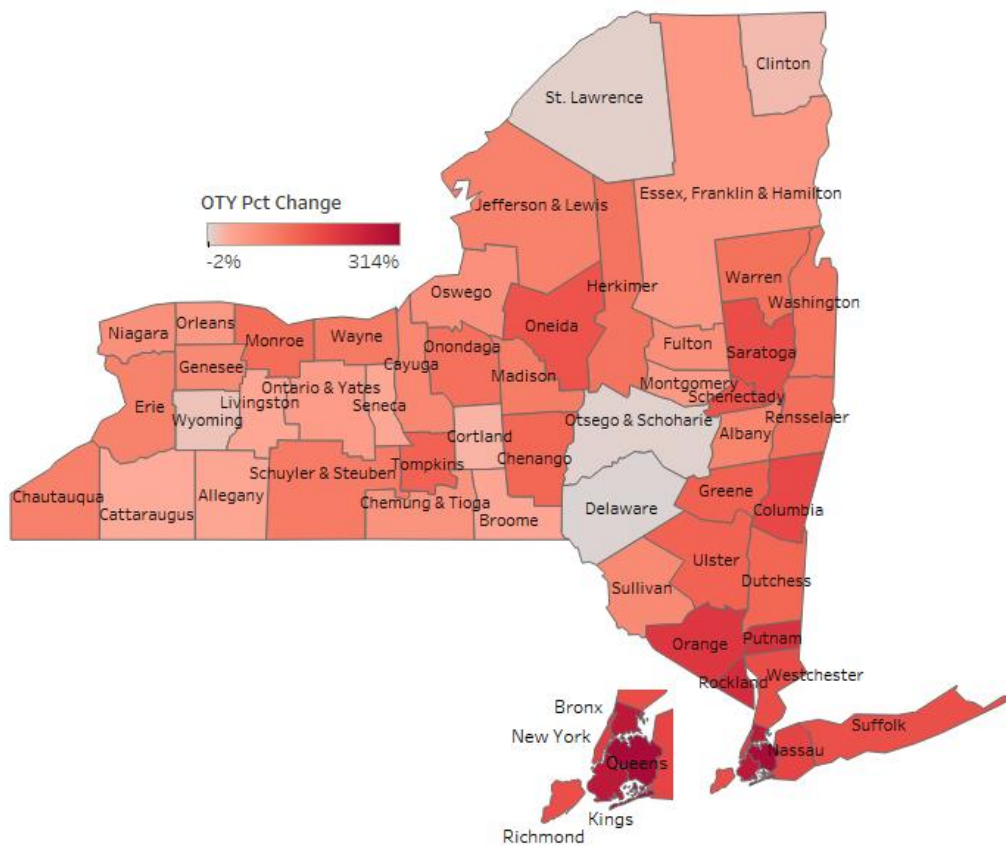 Clinton
St. Lawrence
Essex, Franklin & Hamilton
OTY Pct Change
-2% 314%
Jefferson & Lewis
Oswego
Herkimer
Warren
Washington
Niagara
Orleans
Monroe
Wayne
Oneida
Genesee
Cayuga
Onondaga
Madison
Fulton
Saratoga
Erie
Wyoming
Livingston
Ontario & Yates
Seneca
Montgomery
Schenectady
Cortland
Otsego & Schoharie
Albany
Rensselaer
Chautauqua
Cattaraugus
Allegany
Schuyler & Steuben
Tompkins
Chenango
Chemung & Tioga
Broome
Delaware
Greene
Columbia
Sullivan
Ulster
Dutchess
Orange
Putnam
Rockland
Westchester
Bronx
New York
Queens
Suffolk
Nassau
Kings
Richmond